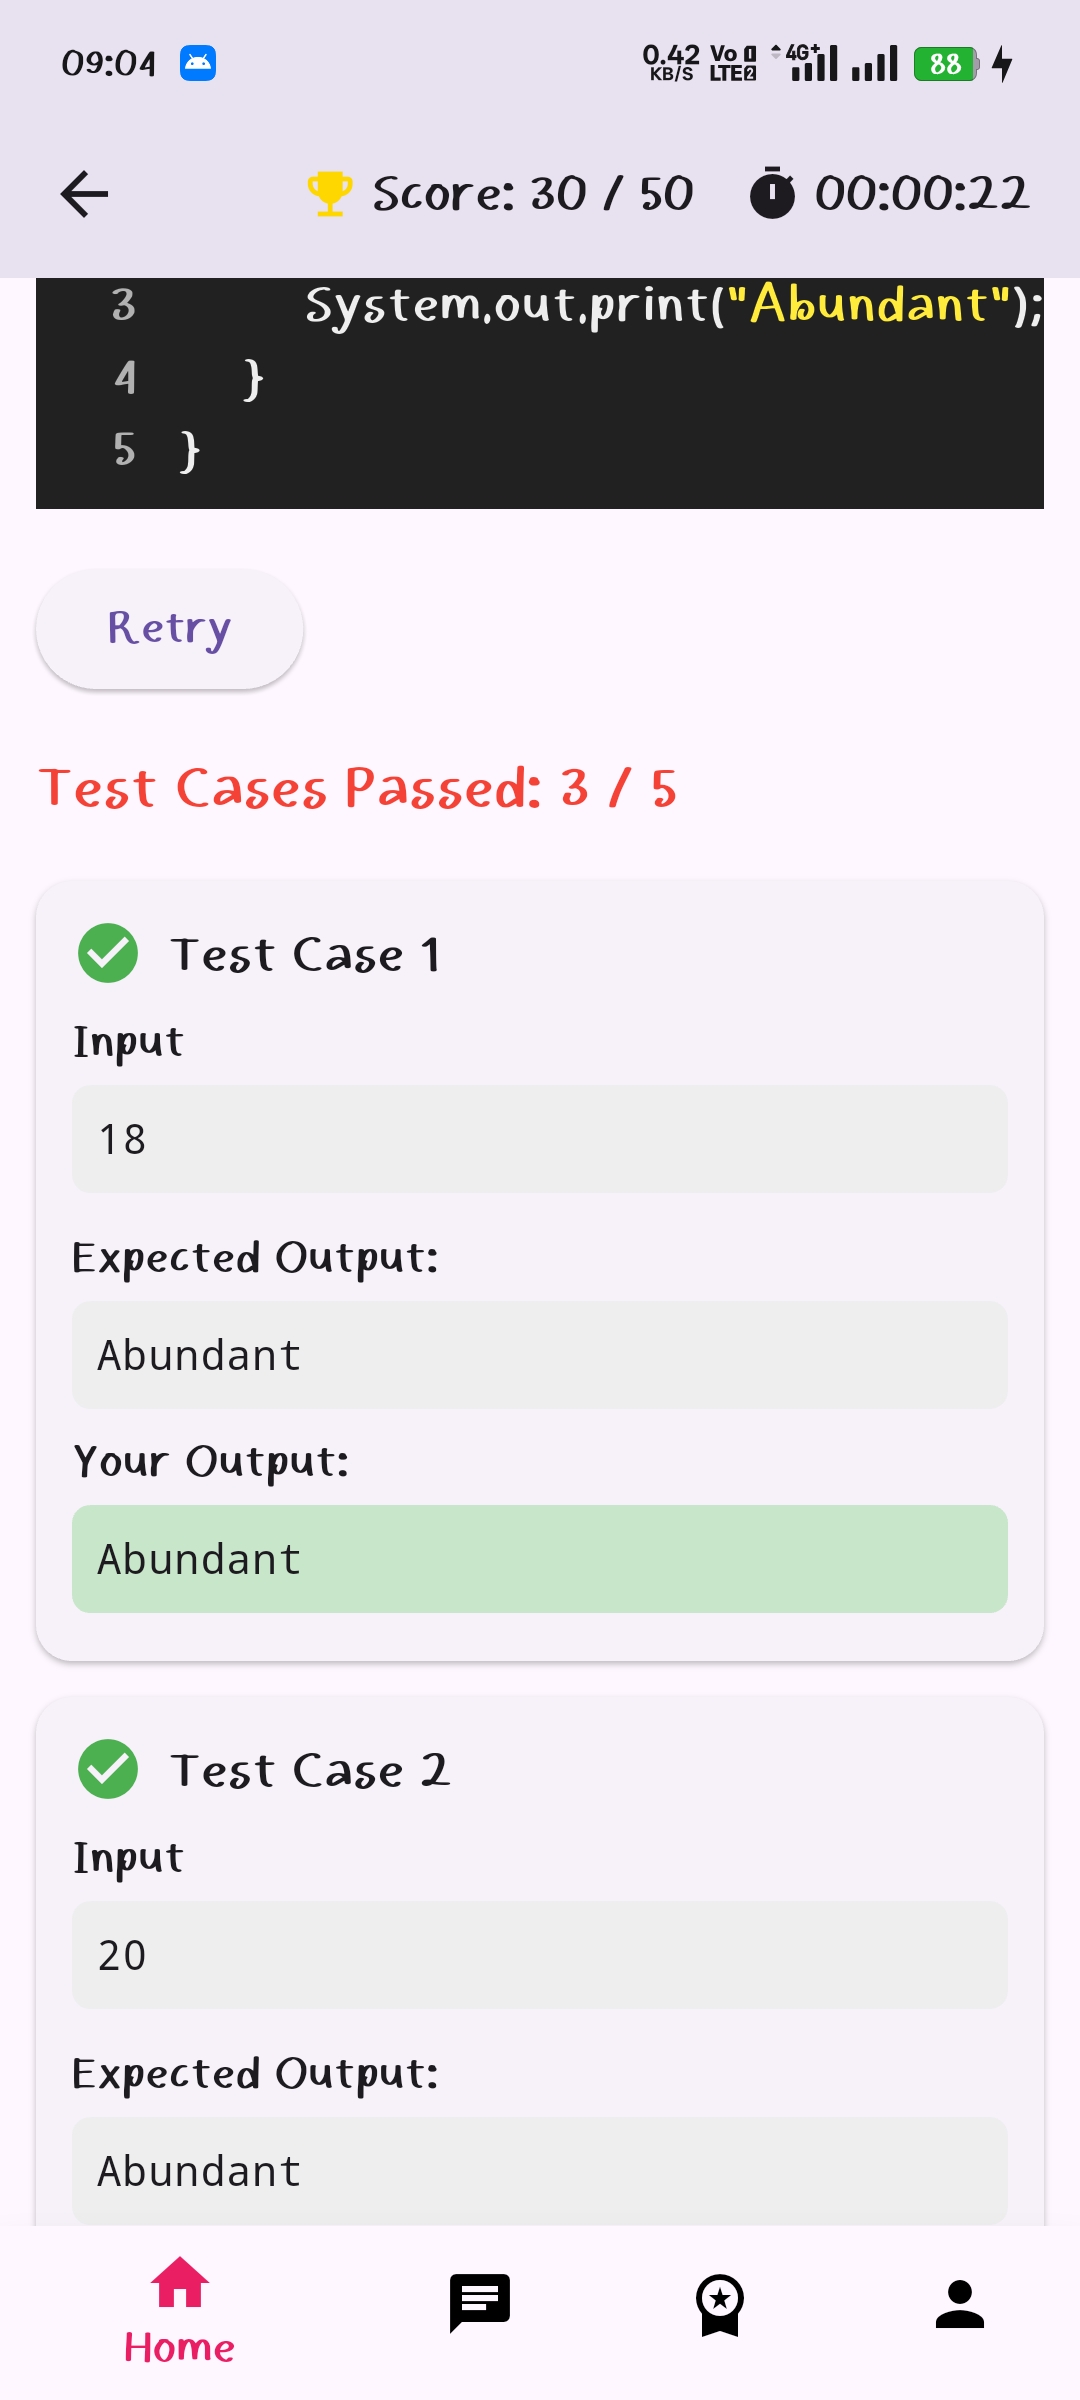 09:04
0.42 KB/S Vo 1 LTE 2 4G+ 88
Score: 30 / 50 00:00:22
3 System.out.print("Abundant");
4 }
5 }
Retry
Test Cases Passed: 3 / 5
Test Case 1
Input
18
Expected Output:
Abundant
Your Output:
Abundant
Test Case 2
Input
20
Expected Output:
Abundant
Home